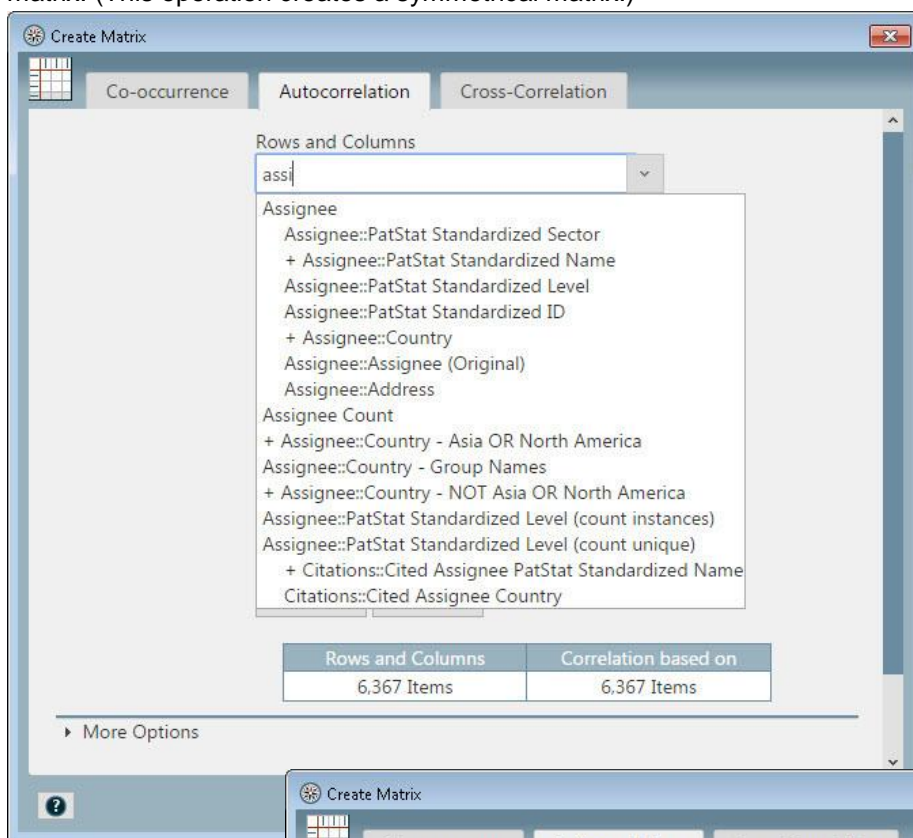 matrix. (This operation creates a symmetrical matrix.)
Create Matrix
Co-occurrence Autocorrelation Cross-Correlation
Rows and Columns
assi
Assignee
Assignee::PatStat Standardized Sector
+ Assignee::PatStat Standardized Name
Assignee::PatStat Standardized Level
Assignee::PatStat Standardized ID
+ Assignee::Country
Assignee::Assignee (Original)
Assignee::Address
Assignee Count
+ Assignee::Country - Asia OR North America
Assignee::Country - Group Names
+ Assignee::Country - NOT Asia OR North America
Assignee::PatStat Standardized Level (count instances)
Assignee::PatStat Standardized Level (count unique)
+ Citations::Cited Assignee PatStat Standardized Name
Citations::Cited Assignee Country
Rows and Columns Correlation based on
6,367 Items 6,367 Items
More Options
?
Create Matrix